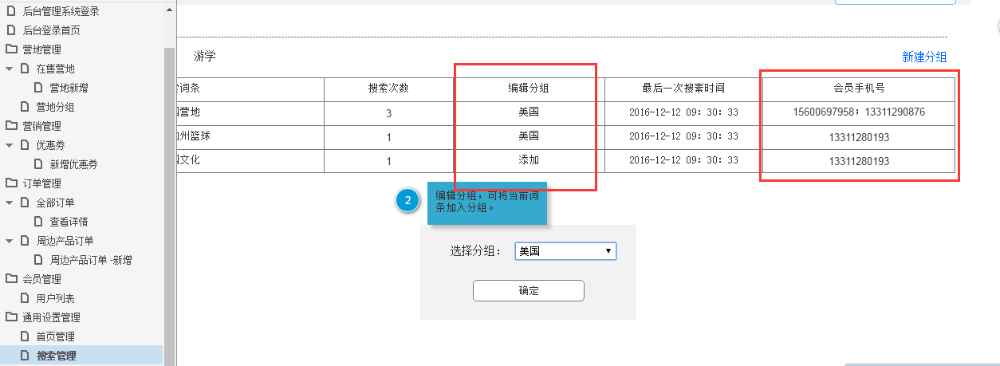 后台管理系统登录
后台登录首页
营地管理
在售营地
营地新增
营地分组
营销管理
优惠券
新增优惠券
订单管理
全部订单
查看详情
周边产品订单
周边产品订单 -新增
会员管理
用户列表
通用设置管理
首页管理
搜索管理
游学 新建分组
词条 搜索次数 编辑分组 最后一次搜素时间 会员手机号
营地 3 美国 2016-12-12 09：30：33 15600697958；13311290876
州篮球 1 美国 2016-12-12 09：30：33 13311280193
文化 1 添加 2016-12-12 09：30：33 13311280193
2
编辑分组，可将当前词
条加入分组。
选择分组： 美国
确定